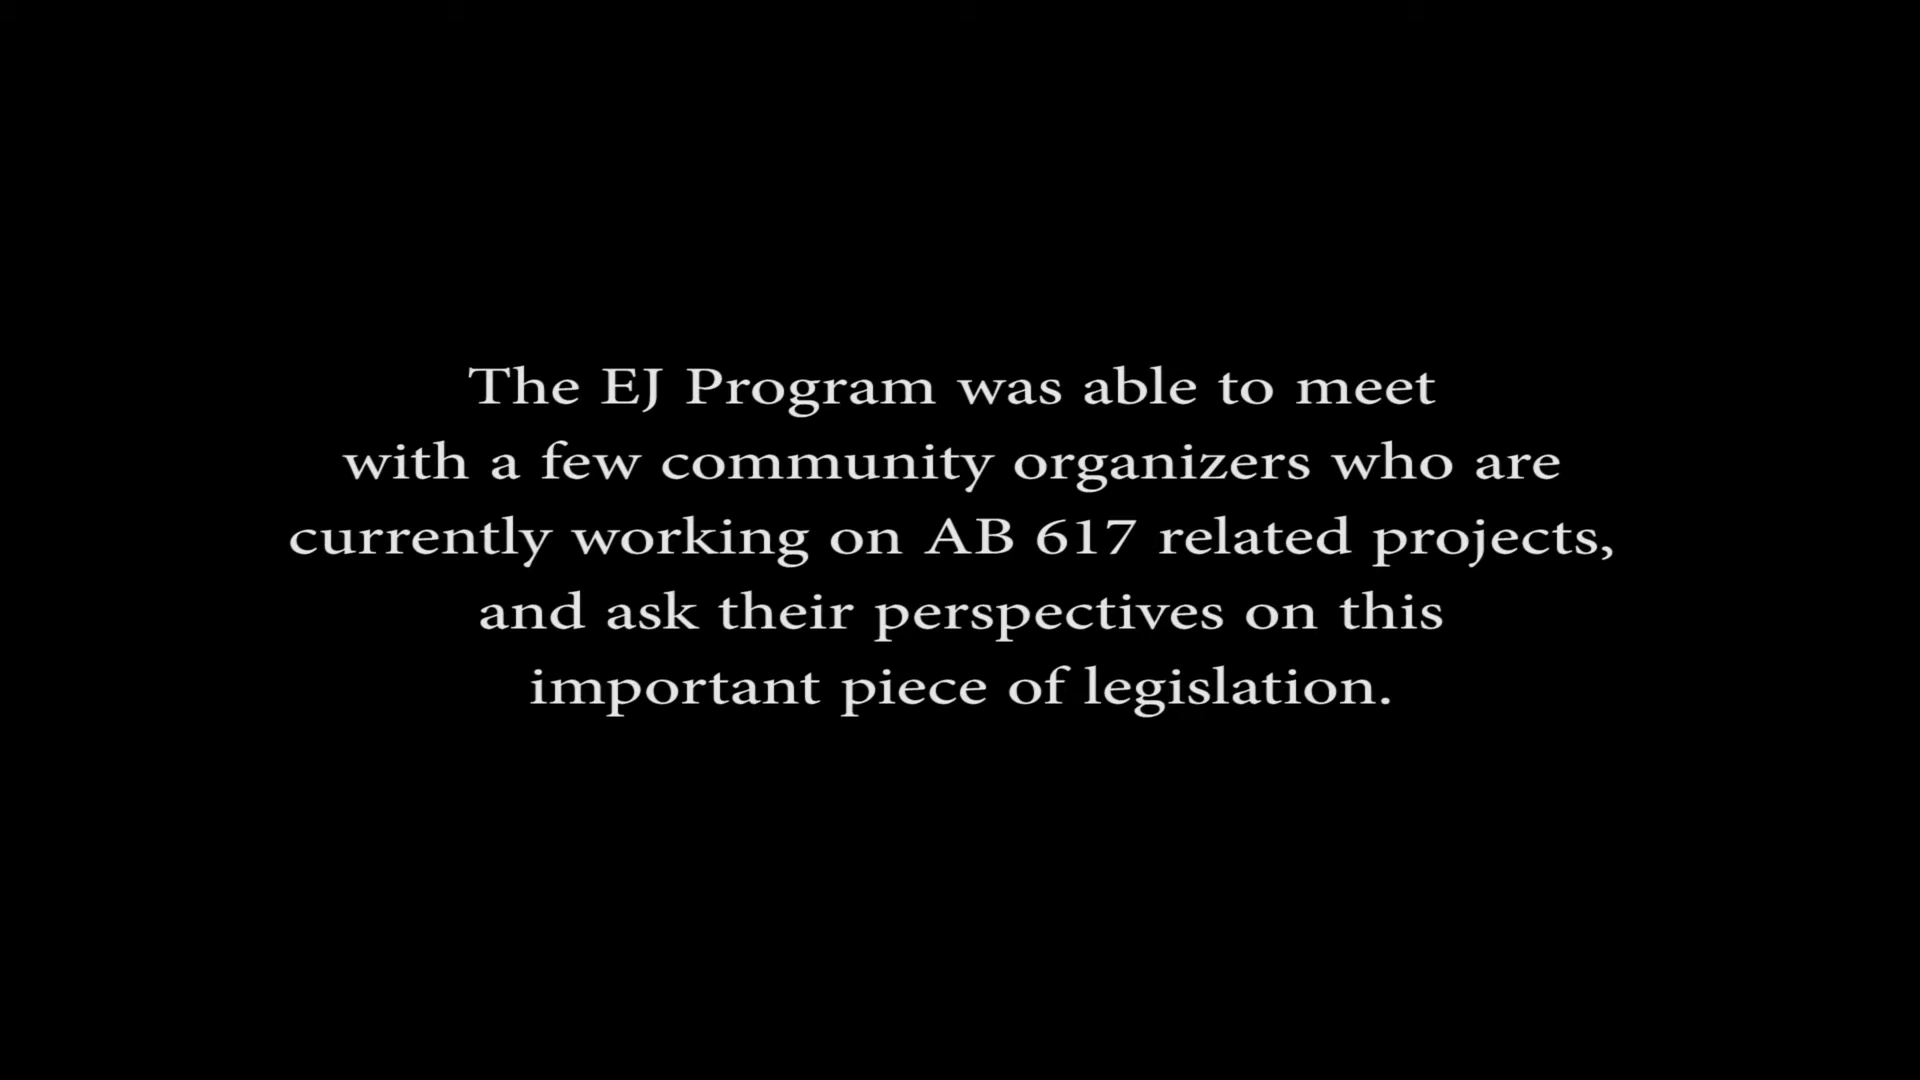 The EJ Program was able to meet
with a few community organizers who are
currently working on AB 617 related projects,
and ask their perspectives on this
important piece of legislation.